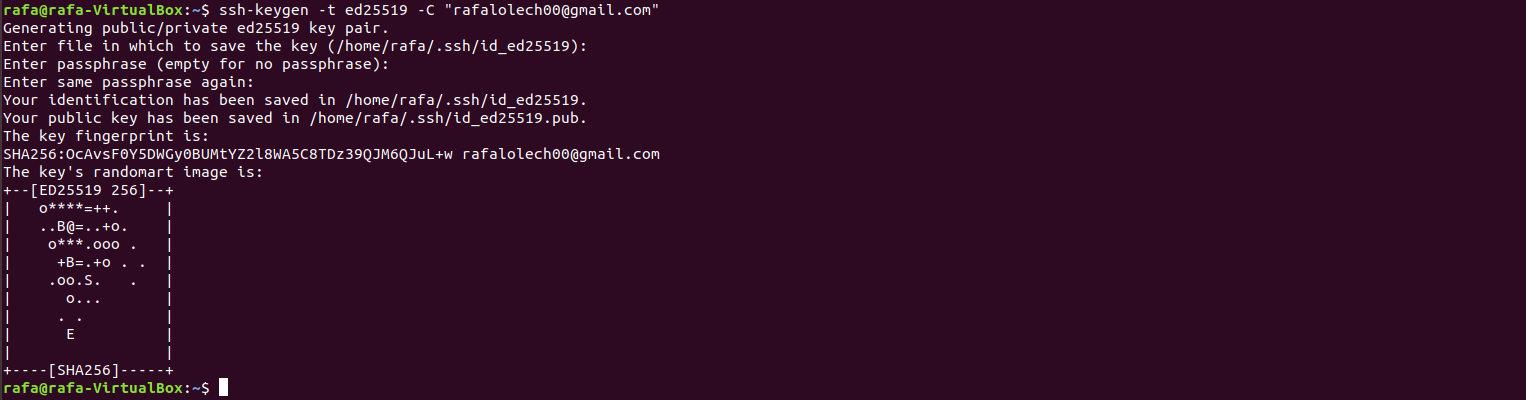 rafa@rafa-VirtualBox:~$ ssh-keygen -t ed25519 -C "rafalolech00@gmail.com"
Generating public/private ed25519 key pair.
Enter file in which to save the key (/home/rafa/.ssh/id_ed25519):
Enter passphrase (empty for no passphrase):
Enter same passphrase again:
Your identification has been saved in /home/rafa/.ssh/id_ed25519.
Your public key has been saved in /home/rafa/.ssh/id_ed25519.pub.
The key fingerprint is:
SHA256:OcAvsF0Y5DWGy0BUMtYZ2l8WA5C8TDz39QJM6QJuL+w rafalolech00@gmail.com
The key's randomart image is:
+--[ED25519 256]--+
|   o****=++.     |
|   ..B@=..+o.    |
|    o***.ooo .   |
|     +B=.+o . .  |
|    .oo.S.   .   |
|      o...       |
|     . .         |
|      E          |
|                 |
+----[SHA256]-----+
rafa@rafa-VirtualBox:~$